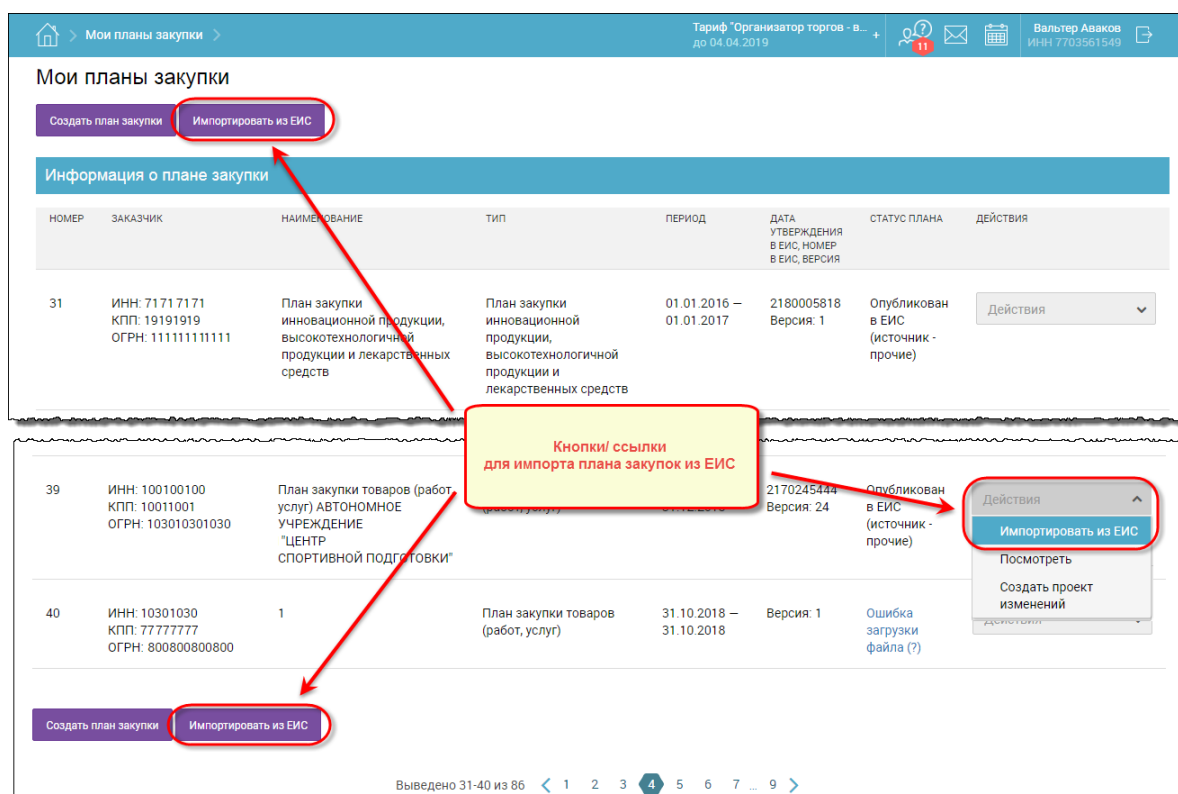 Мои планы закупки
Тариф "Организатор торгов - в... +
до 04.04.2019
11
Вальтер Аваков
ИНН 7703561549
Мои планы закупки
Создать план закупки
Импортировать из ЕИС
Информация о плане закупки
НОМЕР
ЗАКАЗЧИК
НАИМЕНОВАНИЕ
ТИП
ПЕРИОД
ДАТА
УТВЕРЖДЕНИЯ
В ЕИС, НОМЕР
В ЕИС, ВЕРСИЯ
СТАТУС ПЛАНА
ДЕЙСТВИЯ
31
ИНН: 71717171
КПП: 19191919
ОГРН: 111111111111
План закупки
инновационной продукции,
высокотехнологичной
продукции и лекарственных
средств
План закупки
инновационной
продукции,
высокотехнологичной
продукции и
лекарственных средств
01.01.2016 —
01.01.2017
2180005818
Версия: 1
Опубликован
в ЕИС
(источник -
прочие)
Действия
Кнопки/ ссылки
для импорта плана закупок из ЕИС
39
ИНН: 100100100
КПП: 10011001
ОГРН: 103010301030
План закупки товаров (работ,
услуг) АВТОНОМНОЕ
УЧРЕЖДЕНИЕ
"ЦЕНТР
СПОРТИВНОЙ ПОДГОТОВКИ"
(работ, услуг)
2170245444
Версия: 24
Опубликован
в ЕИС
(источник -
прочие)
Действия
Импортировать из ЕИС
Посмотреть
Создать проект
изменений
40
ИНН: 10301030
КПП: 77777777
ОГРН: 800800800800
1
План закупки товаров
(работ, услуг)
31.10.2018 —
31.10.2018
Версия: 1
Ошибка
загрузки
файла (?)
Действия
Создать план закупки
Импортировать из ЕИС
Выведено 31-40 из 86 1 2 3 4 5 6 7 ... 9